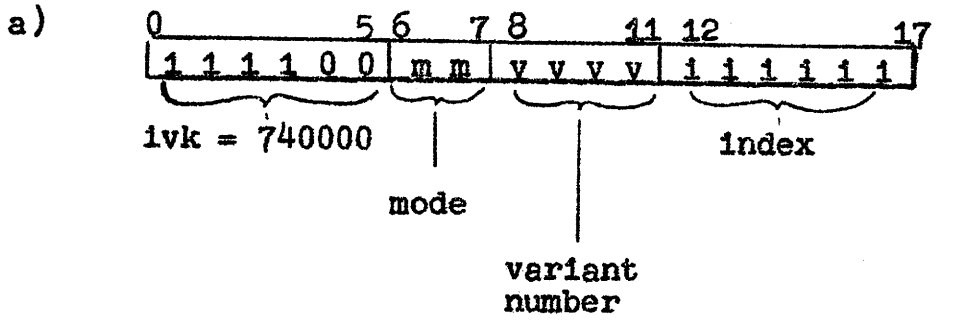 a) 0 5 6 7 8 11 12 17
1 1 1 1 0 0 m m v v v v i i i i i i
ivk = 740000 index
mode
variant
number